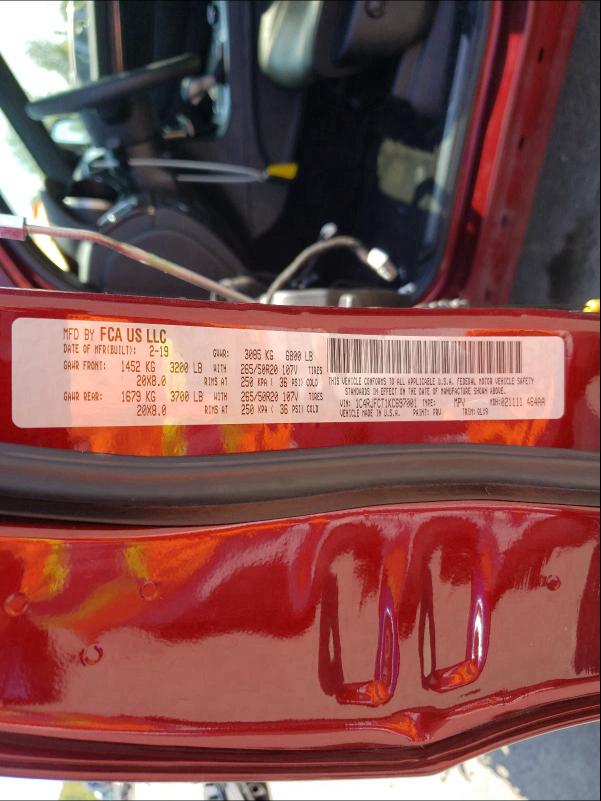 MFD BY FCA US LLC
DATE OF MFR(BUILT): 2-19 GVWR: 3085 KG 6800 LB
GAWR FRONT: 1452 KG 3200 LB WITH 265/50R20 107V TIRES
20X8.0 RIMS AT 250 KPA ( 36 PSI) COLD
GAWR REAR: 1679 KG 3700 LB WITH 265/50R20 107V TIRES
20X8.0 RIMS AT 250 KPA ( 36 PSI) COLD
THIS VEHICLE CONFORMS TO ALL APPLICABLE U.S.A. FEDERAL MOTOR VEHICLE SAFETY
STANDARDS IN EFFECT ON THE DATE OF MANUFACTURE SHOWN ABOVE.
VIN: 1C4RJFCT1KC697001 TYPE: MPV MDH: 021111 484AA
VEHICLE MADE IN U.S.A. PAINT: PRV TRIM: